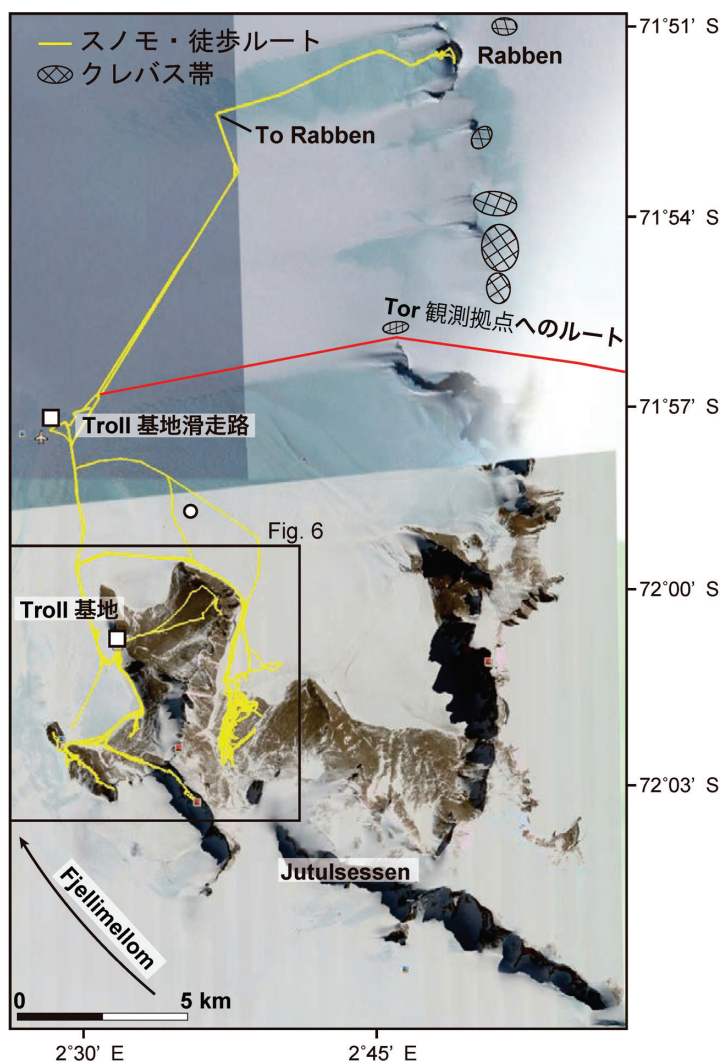 スノモ・徒歩ルート
クレバス帯
Rabben
To Rabben
Tor 観測拠点へのルート
Troll 基地滑走路
Fig. 6
Troll 基地
Jutulsessen
Fjellimellom
0 5 km
71°51' S
71°54' S
71°57' S
72°00' S
72°03' S
2°30' E
2°45' E